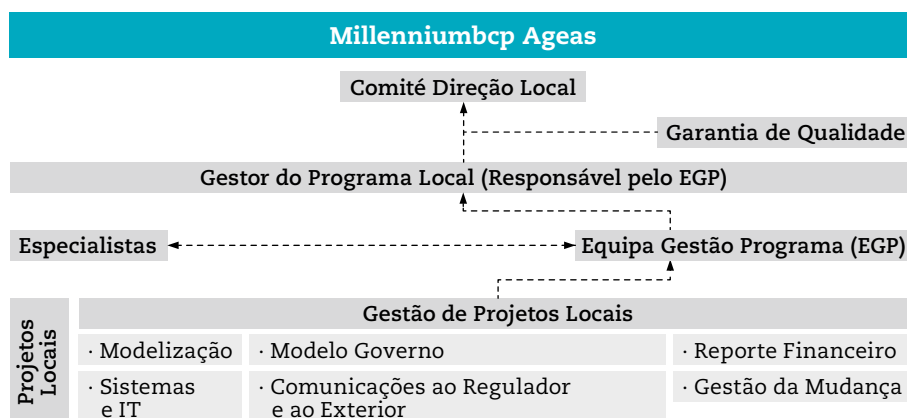 Millenniumbcp Ageas
Comité Direção Local
Garantia de Qualidade
Gestor do Programa Local (Responsável pelo EGP)
Especialistas
Equipa Gestão Programa (EGP)
Projetos
Locais
Gestão de Projetos Locais
· Modelização
· Modelo Governo
· Reporte Financeiro
· Sistemas
e IT
· Comunicações ao Regulador
e ao Exterior
· Gestão da Mudança